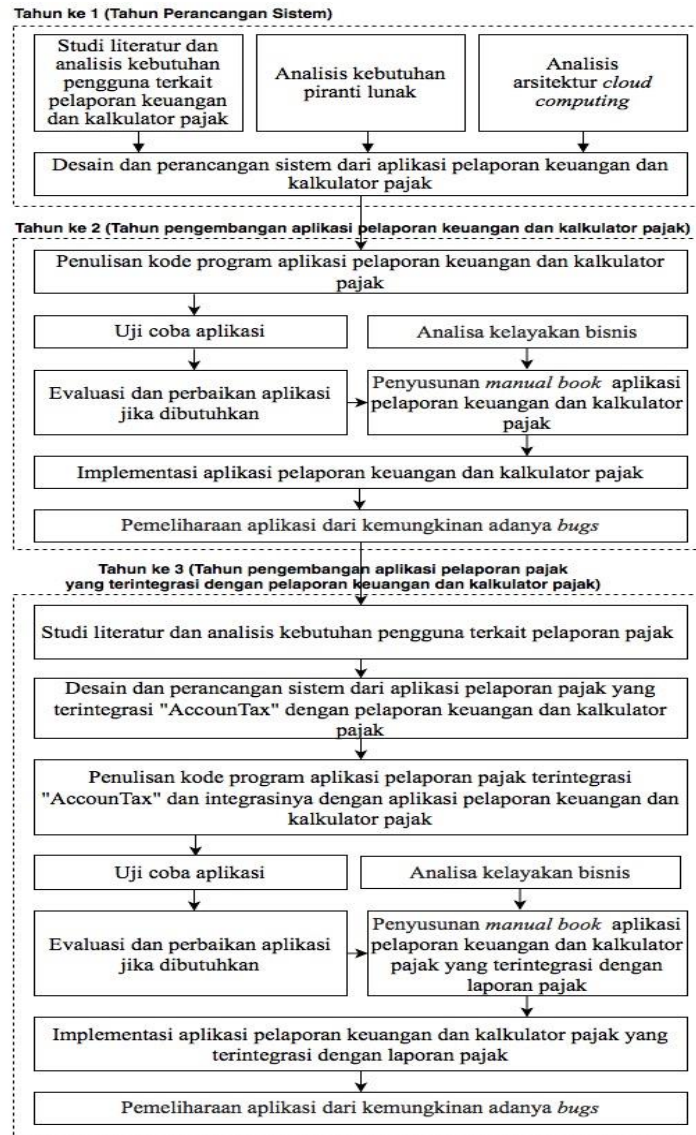 Tahun ke 1 (Tahun Perancangan Sistem)
Studi literatur dan
analisis kebutuhan
pengguna terkait
pelaporan keuangan
dan kalkulator pajak
Analisis kebutuhan
piranti lunak
Analisis
arsitektur cloud
computing
Desain dan perancangan sistem dari aplikasi pelaporan keuangan dan
kalkulator pajak
Tahun ke 2 (Tahun pengembangan aplikasi pelaporan keuangan dan kalkulator pajak)
Penulisan kode program aplikasi pelaporan keuangan dan kalkulator
pajak
Uji coba aplikasi
Analisa kelayakan bisnis
Evaluasi dan perbaikan aplikasi
jika dibutuhkan
Penyusunan manual book aplikasi
pelaporan keuangan dan kalkulator
pajak
Implementasi aplikasi pelaporan keuangan dan kalkulator pajak
Pemeliharaan aplikasi dari kemungkinan adanya bugs
Tahun ke 3 (Tahun pengembangan aplikasi pelaporan pajak
yang terintegrasi dengan pelaporan keuangan dan kalkulator pajak)
Studi literatur dan analisis kebutuhan pengguna terkait pelaporan pajak
Desain dan perancangan sistem dari aplikasi pelaporan pajak yang
terintegrasi "AccounTax" dengan pelaporan keuangan dan kalkulator
pajak
Penulisan kode program aplikasi pelaporan pajak terintegrasi
"AccounTax" dan integrasinya dengan aplikasi pelaporan keuangan dan
kalkulator pajak
Uji coba aplikasi
Analisa kelayakan bisnis
Evaluasi dan perbaikan aplikasi
jika dibutuhkan
Penyusunan manual book aplikasi
pelaporan keuangan dan kalkulator
pajak yang terintegrasi dengan
laporan pajak
Implementasi aplikasi pelaporan keuangan dan kalkulator pajak yang
terintegrasi dengan laporan pajak
Pemeliharaan aplikasi dari kemungkinan adanya bugs